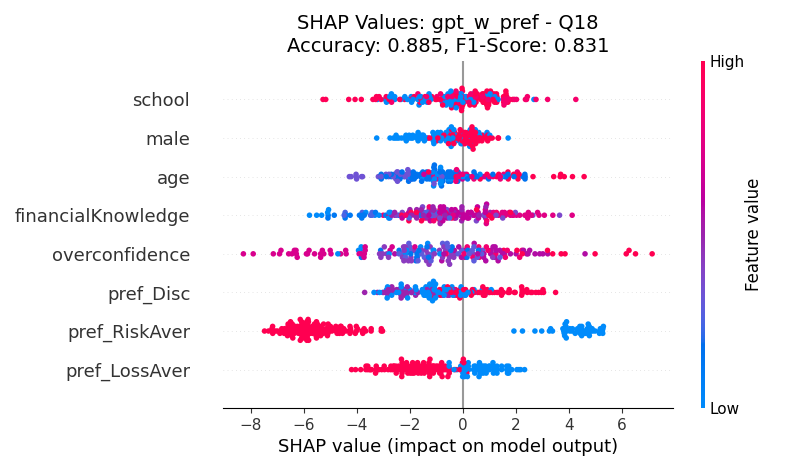 SHAP Values: gpt_w_pref - Q18
Accuracy: 0.885, F1-Score: 0.831
High
school
male
age
financialKnowledge
overconfidence
pref_Disc
pref_RiskAver
pref_LossAver
Feature value
Low
−8 −6 −4 −2 0 2 4 6
SHAP value (impact on model output)